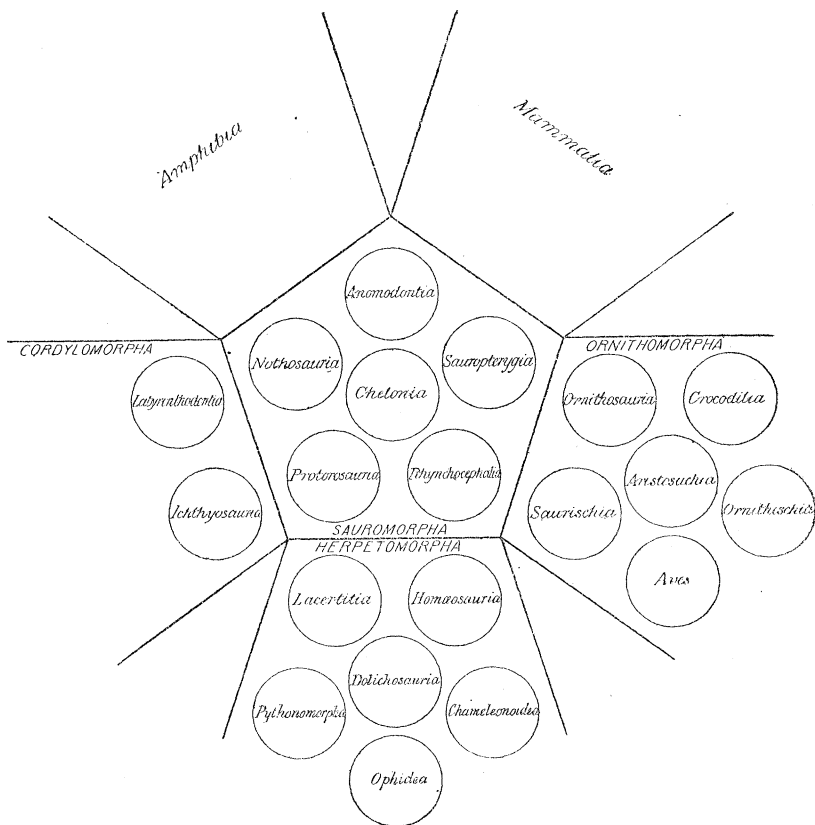 Amphibia
Mammalia
Anomodontia
CORDYLOMORPHA
ORNITHOMORPHA
Nothosauria
Sauropterygia
Labyrinthodontia
Chelonia
Ornithosauria
Crocodilia
Protorosauria
Rhynchocephalia
Aristosuchia
Ichthyosauria
Saurischia
Ornithischia
SAUROMORPHA
HERPETOMORPHA
Aves
Lacertilia
Homœosauria
Dolichosauria
Pythonomorpha
Chameleonoidea
Ophidea